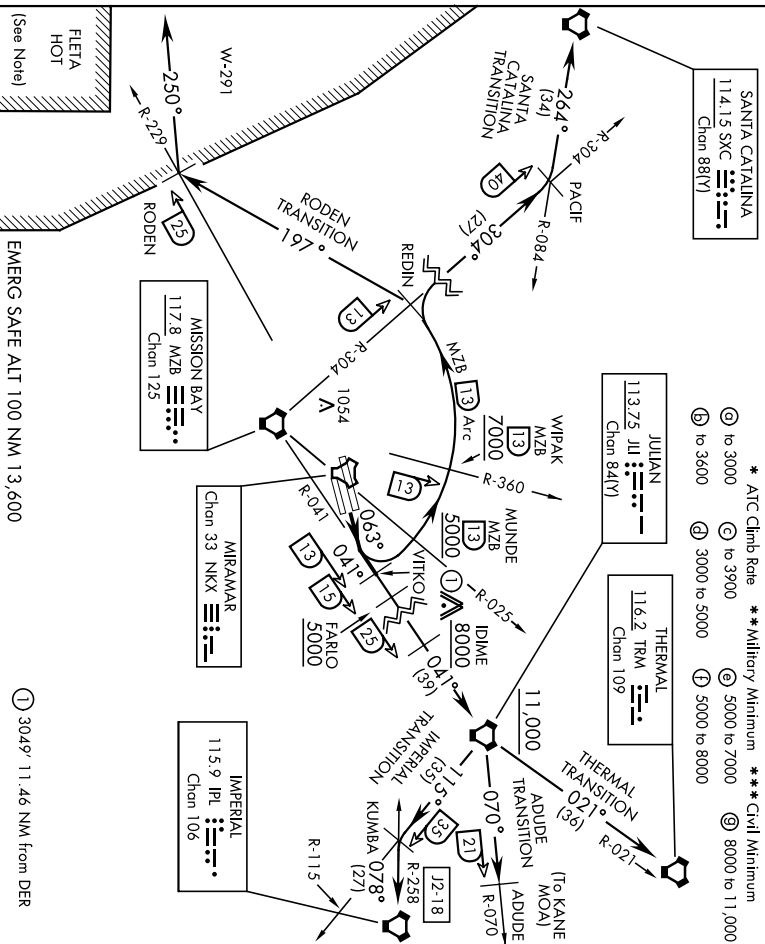 * ATC Climb Rate ** Military Minimum *** Civil Minimum
ⓐ to 3000
ⓑ to 3600
ⓒ to 3900
ⓓ 3000 to 5000
ⓔ 5000 to 7000
ⓕ 5000 to 8000
ⓖ 8000 to 11,000
SANTA CATALINA
114.15 SXC
Chan 88(Y)
JULIAN
113.75 JLI
Chan 84(Y)
THERMAL
116.2 TRM
Chan 109
R-304
PACIF
R-084
40
264°
(34)
SANTA
CATALINA
TRANSITION
304°
(27)
WIPAK
MZB
13
7000
R-360
13
MZB 13 Arc
MUNDE
MZB
13
5000
R-025
1
IDIME
8000
11,000
THERMAL
TRANSITION
021°
(36)
R-021
ADUDE
TRANSITION
070°
21
R-070
ADUDE
(To KANE
MOA)
W-291
250°
R-229
FLETA
HOT
(See Note)
RODEN
25
RODEN
TRANSITION
197°
REDIN
13
R-304
1054
R-041
063°
041°
VITKO
13
15
25
FARLO
5000
041°
(39)
IMPERIAL
TRANSITION
115°
(35)
35
KUMBA
R-258
078°
(27)
J2-18
R-115
MISSION BAY
117.8 MZB
Chan 125
MIRAMAR
Chan 33 NKX
IMPERIAL
115.9 IPL
Chan 106
EMERG SAFE ALT 100 NM 13,600
① 3049' 11.46 NM from DER